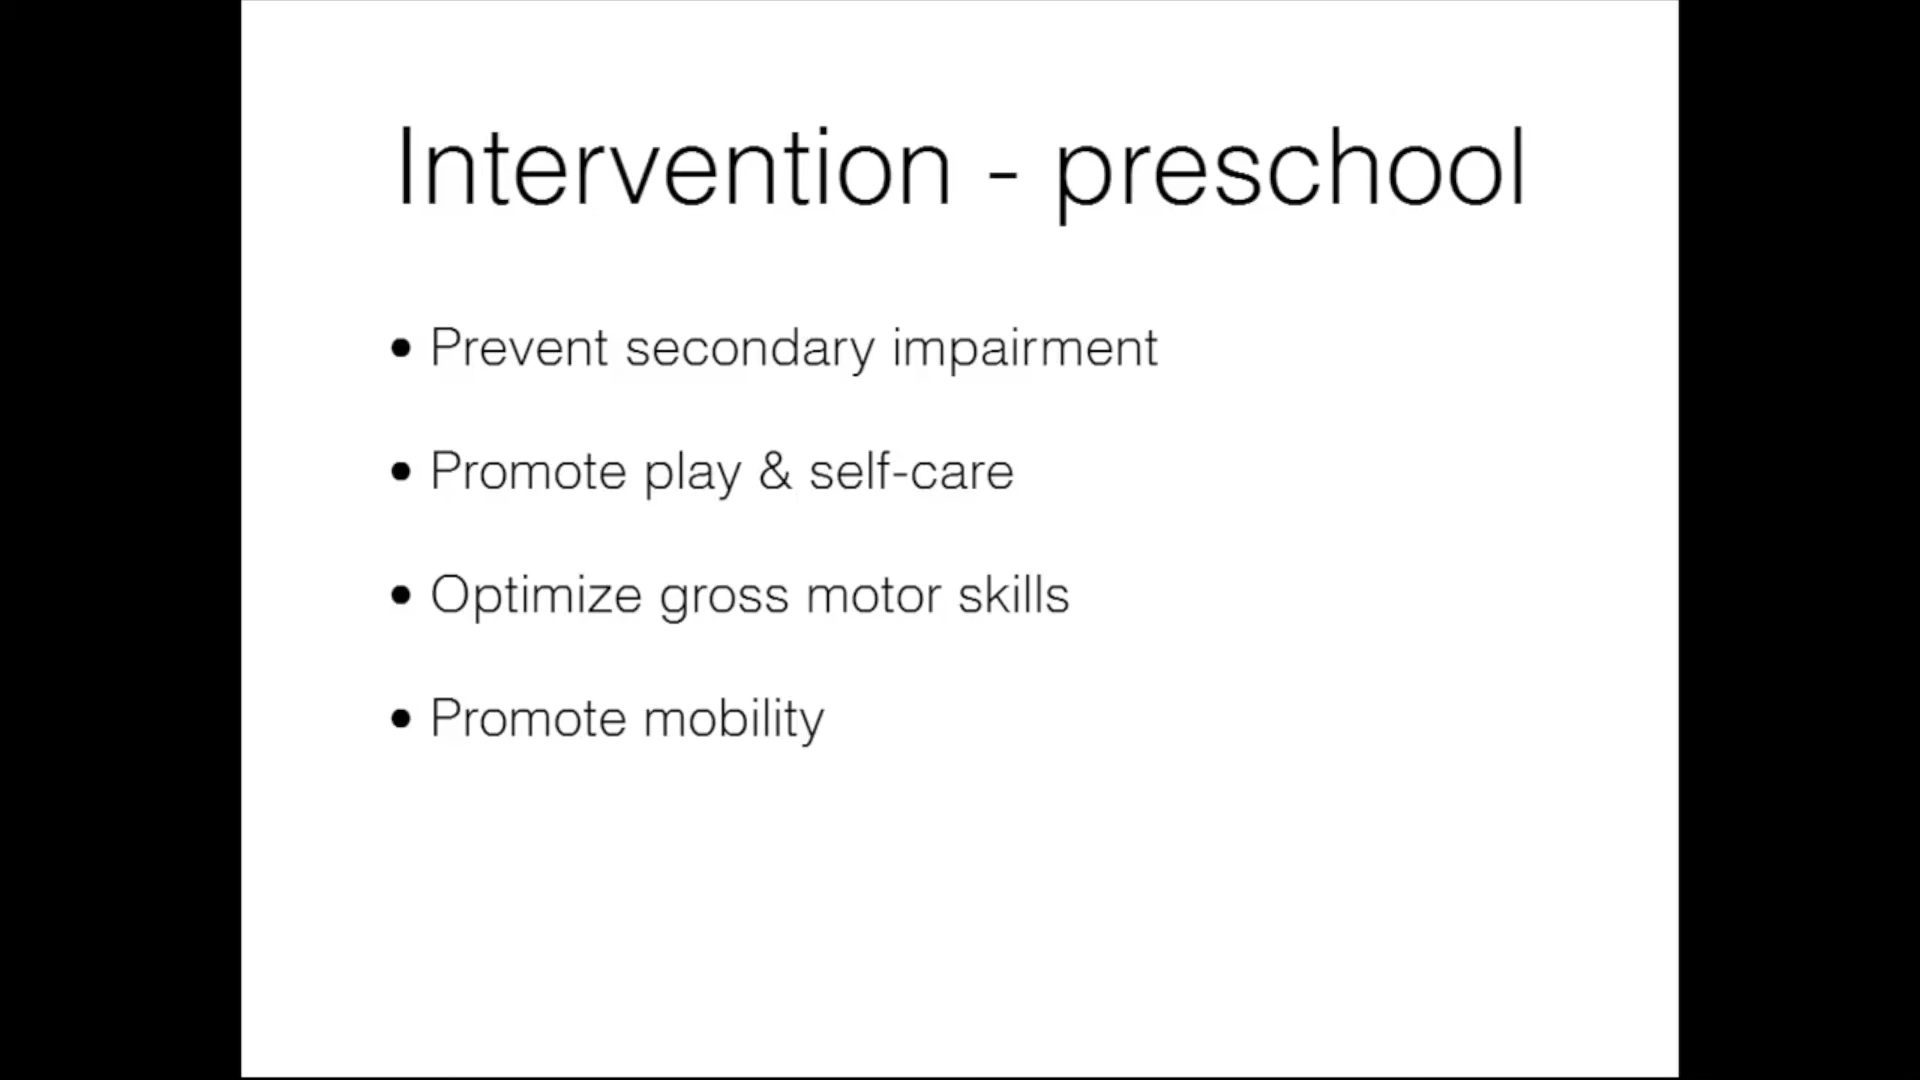 Intervention - preschool
• Prevent secondary impairment
• Promote play & self-care
• Optimize gross motor skills
• Promote mobility